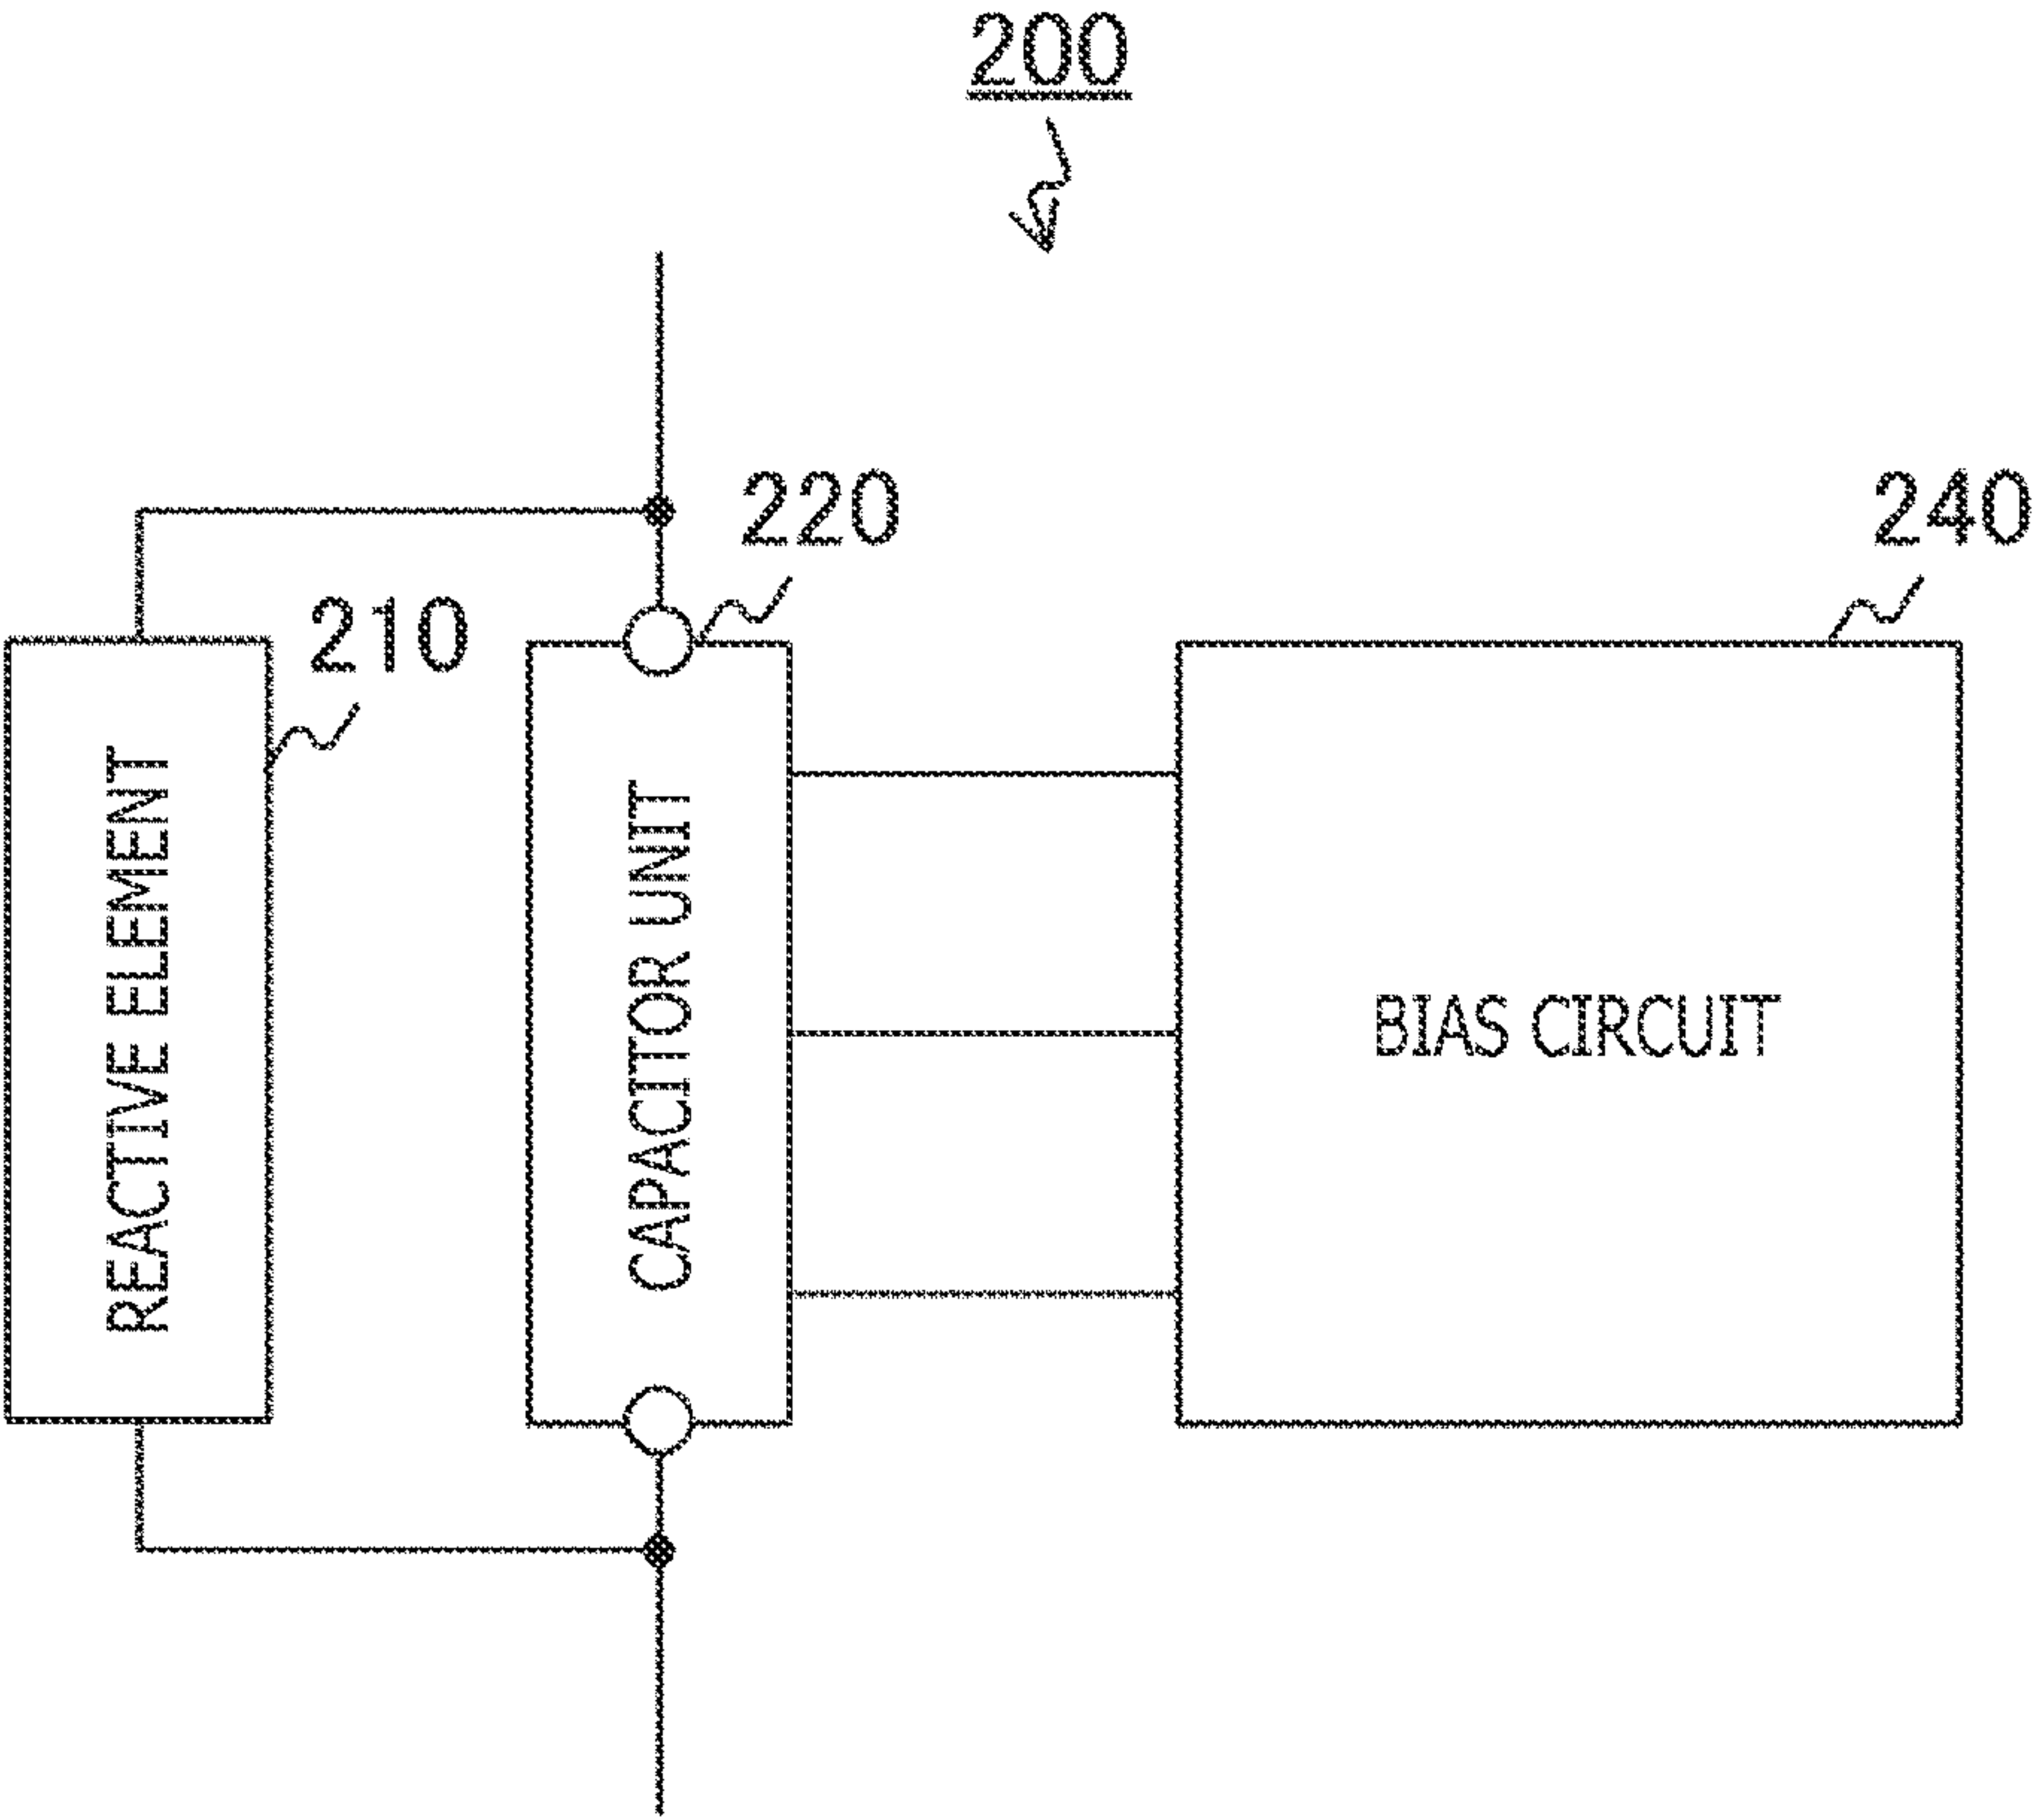 200
220
240
210
REACTIVE ELEMENT
CAPACITOR UNIT
BIAS CIRCUIT